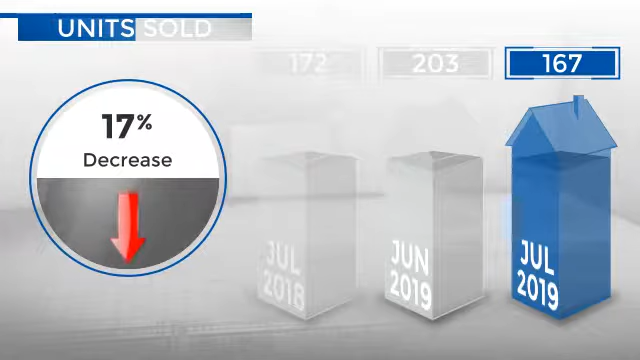 UNITS SOLD
172
203
167
17%
Decrease
JUL
2018
JUN
2019
JUL
2019